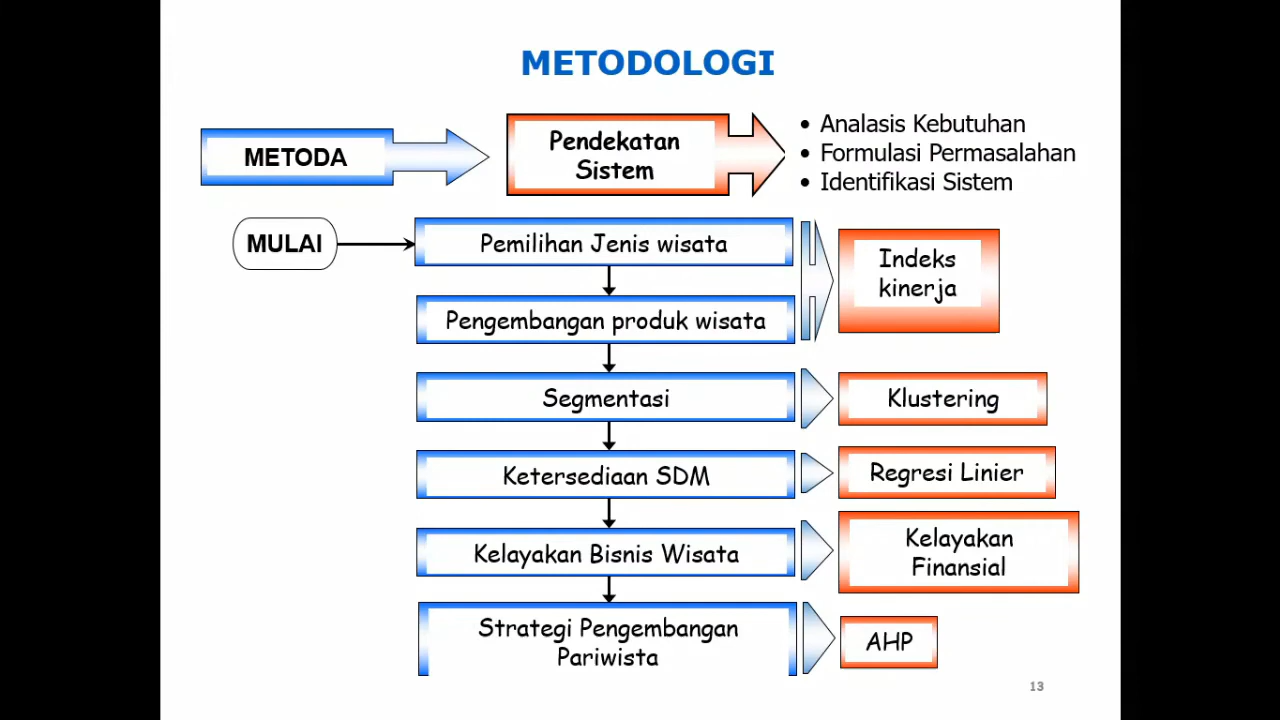 METODOLOGI
METODA
Pendekatan
Sistem
• Analasis Kebutuhan
• Formulasi Permasalahan
• Identifikasi Sistem
MULAI
Pemilihan Jenis wisata
Indeks
kinerja
Pengembangan produk wisata
Segmentasi
Klustering
Ketersediaan SDM
Regresi Linier
Kelayakan Bisnis Wisata
Kelayakan
Finansial
Strategi Pengembangan
Pariwista
AHP
13